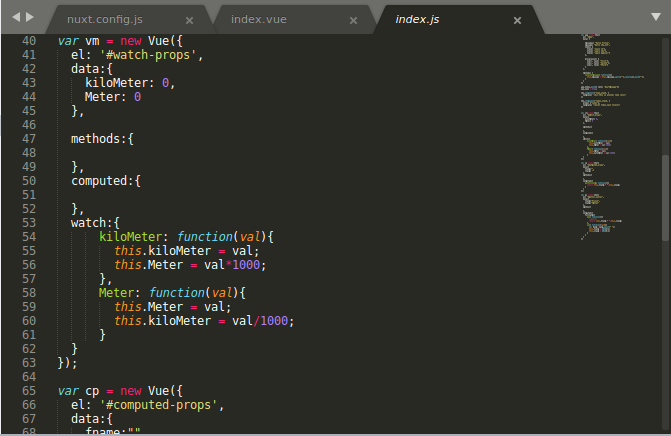 nuxt.config.js × index.vue × index.js ×
40 var vm = new Vue({
41 el: '#watch-props',
42 data:{
43 kiloMeter: 0,
44 Meter: 0
45 },
46
47 methods:{
48
49 },
50 computed:{
51
52 },
53 watch:{
54 kiloMeter: function(val){
55 this.kiloMeter = val;
56 this.Meter = val*1000;
57 },
58 Meter: function(val){
59 this.Meter = val;
60 this.kiloMeter = val/1000;
61 }
62 }
63 });
64
65 var cp = new Vue({
66 el: '#computed-props',
67 data:{
68 fname:""